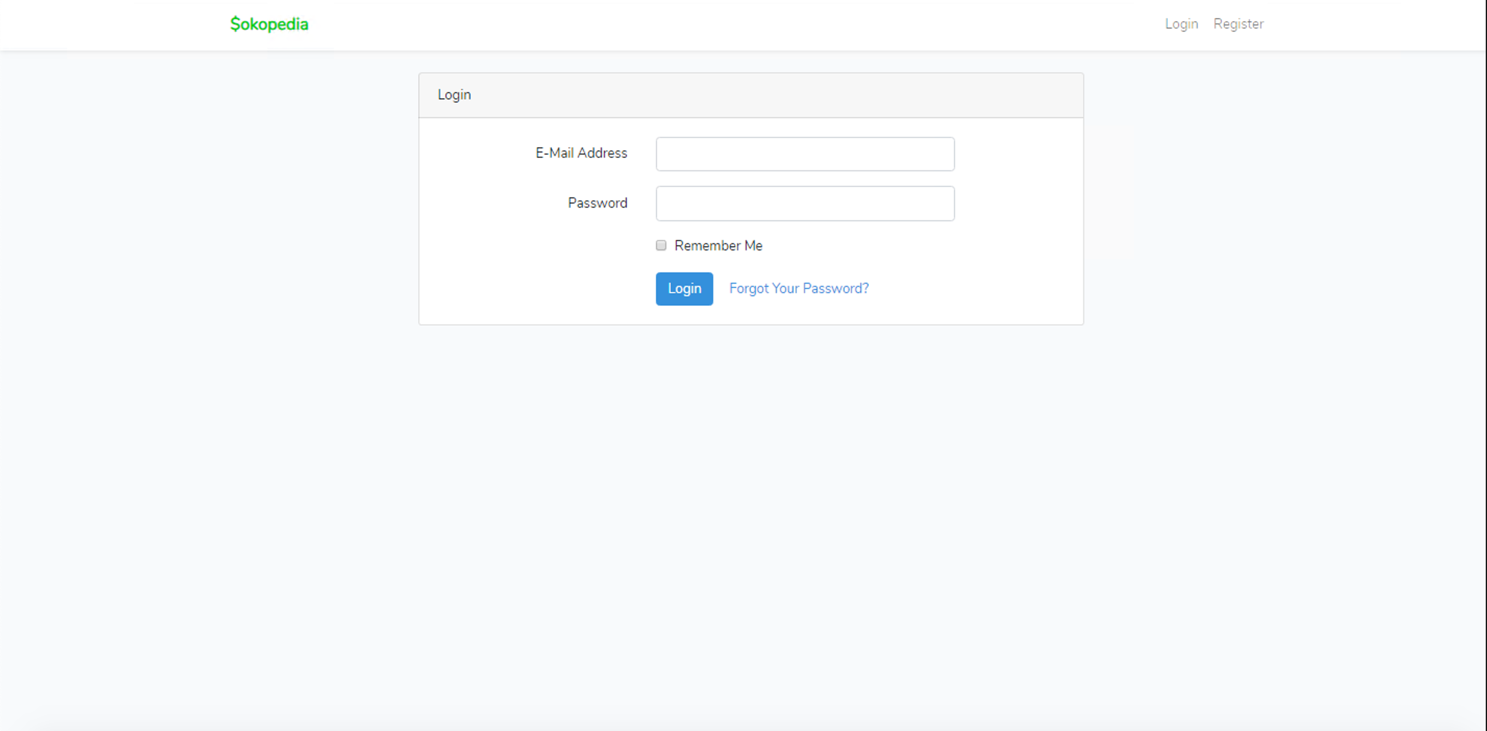 $okopedia
Login Register
Login
E-Mail Address
Password
Remember Me
Login Forgot Your Password?